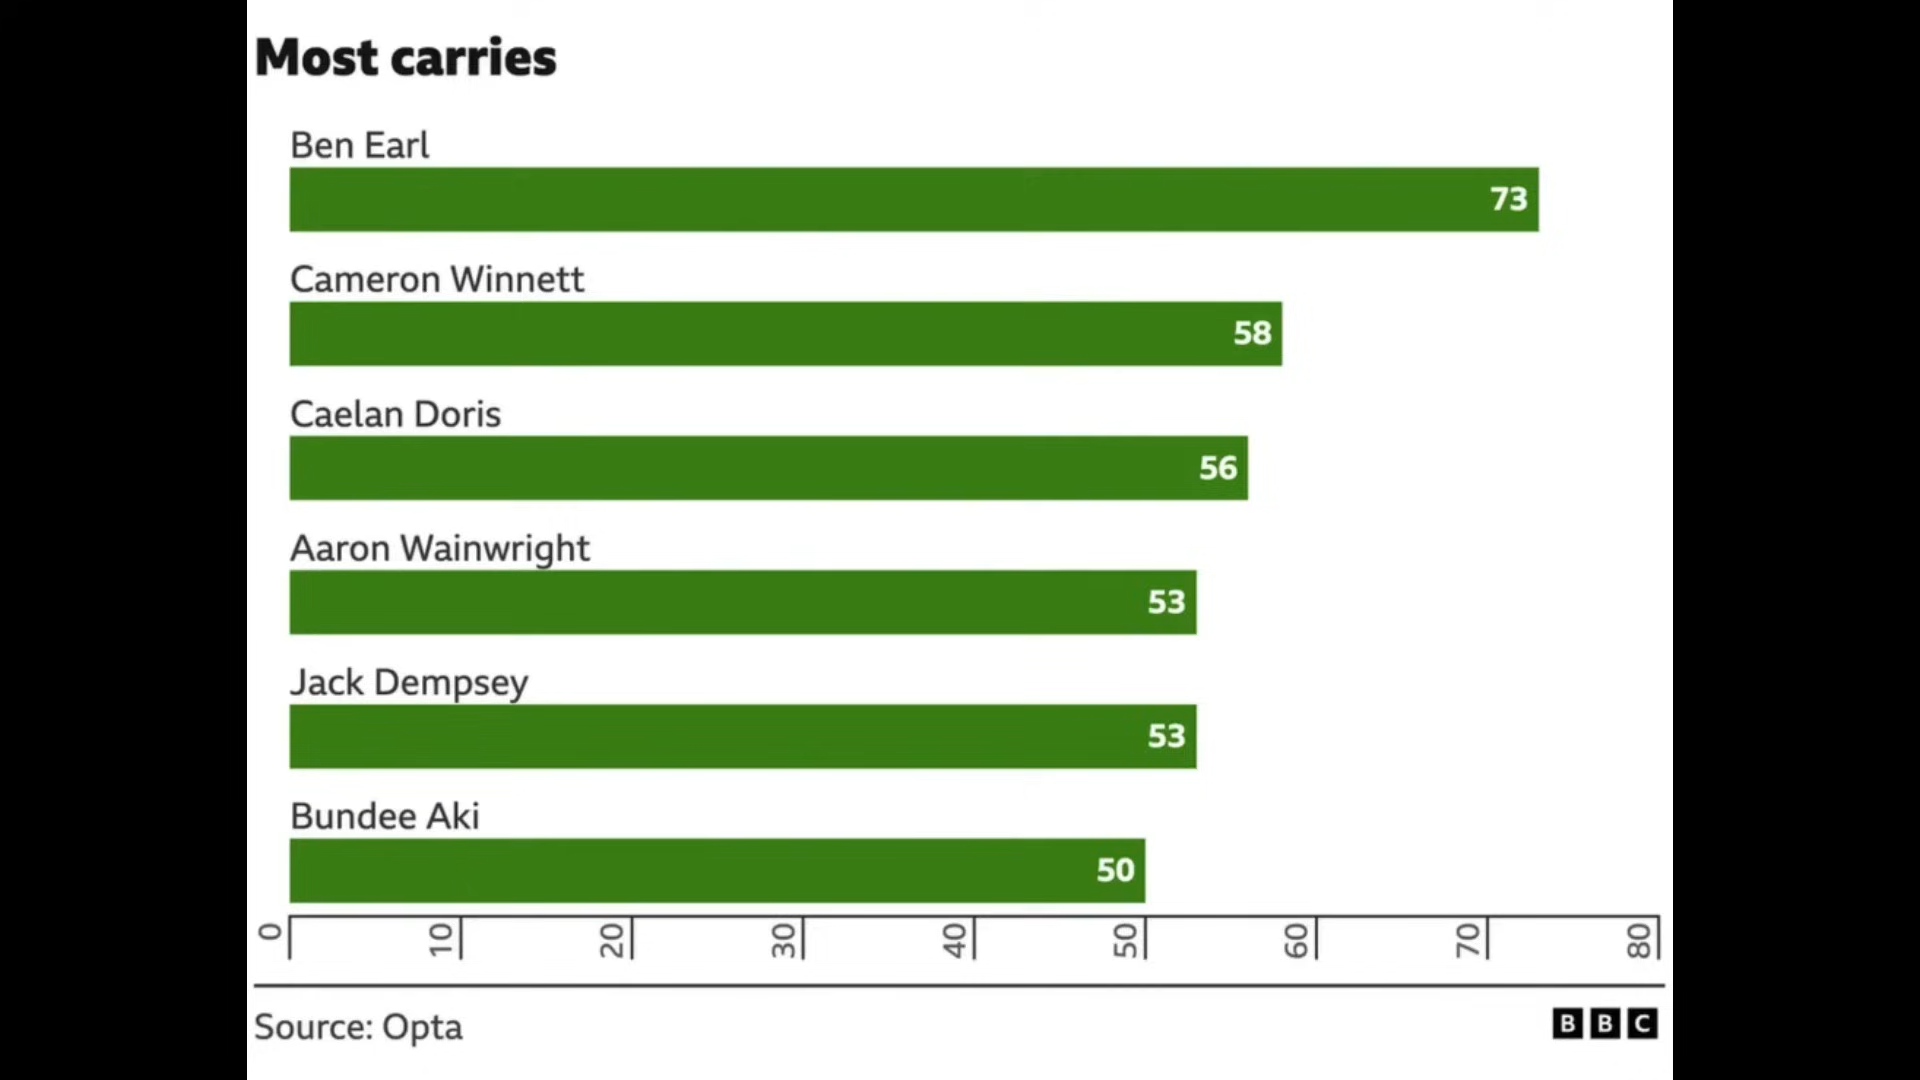 Most carries
Ben Earl
73
Cameron Winnett
58
Caelan Doris
56
Aaron Wainwright
53
Jack Dempsey
53
Bundee Aki
50
0 10 20 30 40 50 60 70 80
Source: Opta
BBC